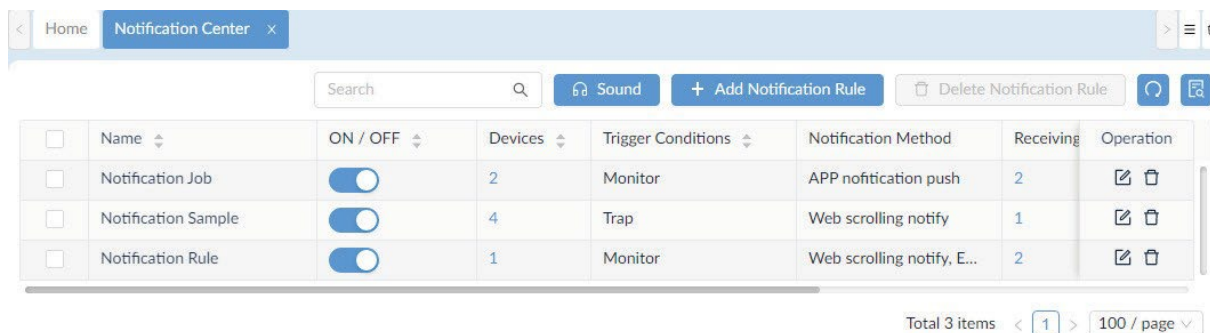 Home Notification Center x
Search Sound + Add Notification Rule Delete Notification Rule
Name ON / OFF Devices Trigger Conditions Notification Method Receiving Operation
Notification Job 2 Monitor APP nofitication push 2
Notification Sample 4 Trap Web scrolling notify 1
Notification Rule 1 Monitor Web scrolling notify, E... 2
Total 3 items < 1 > 100 / page